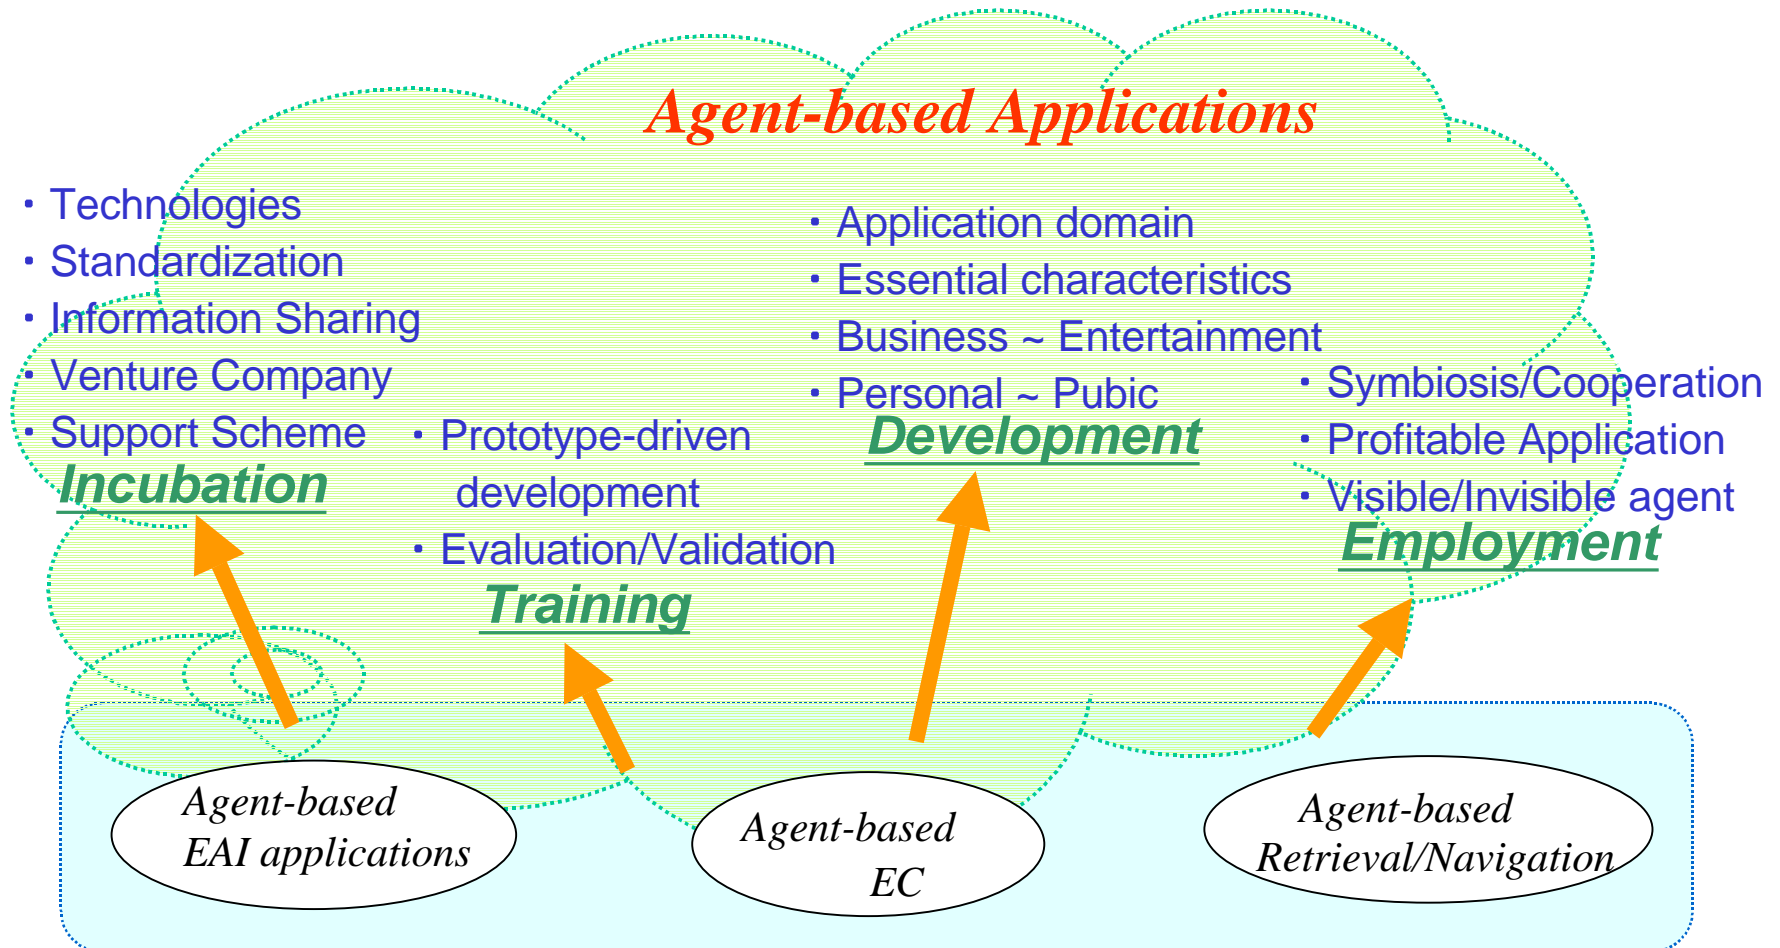 Agent-based Applications
・Technologies
・Standardization
・Information Sharing
・Venture Company
・Support Scheme
Incubation
・Prototype-driven
development
・Evaluation/Validation
Training
・Application domain
・Essential characteristics
・Business ~ Entertainment
・Personal ~ Pubic
Development
・Symbiosis/Cooperation
・Profitable Application
・Visible/Invisible agent
Employment
Agent-based
EAI applications
Agent-based
EC
Agent-based
Retrieval/Navigation